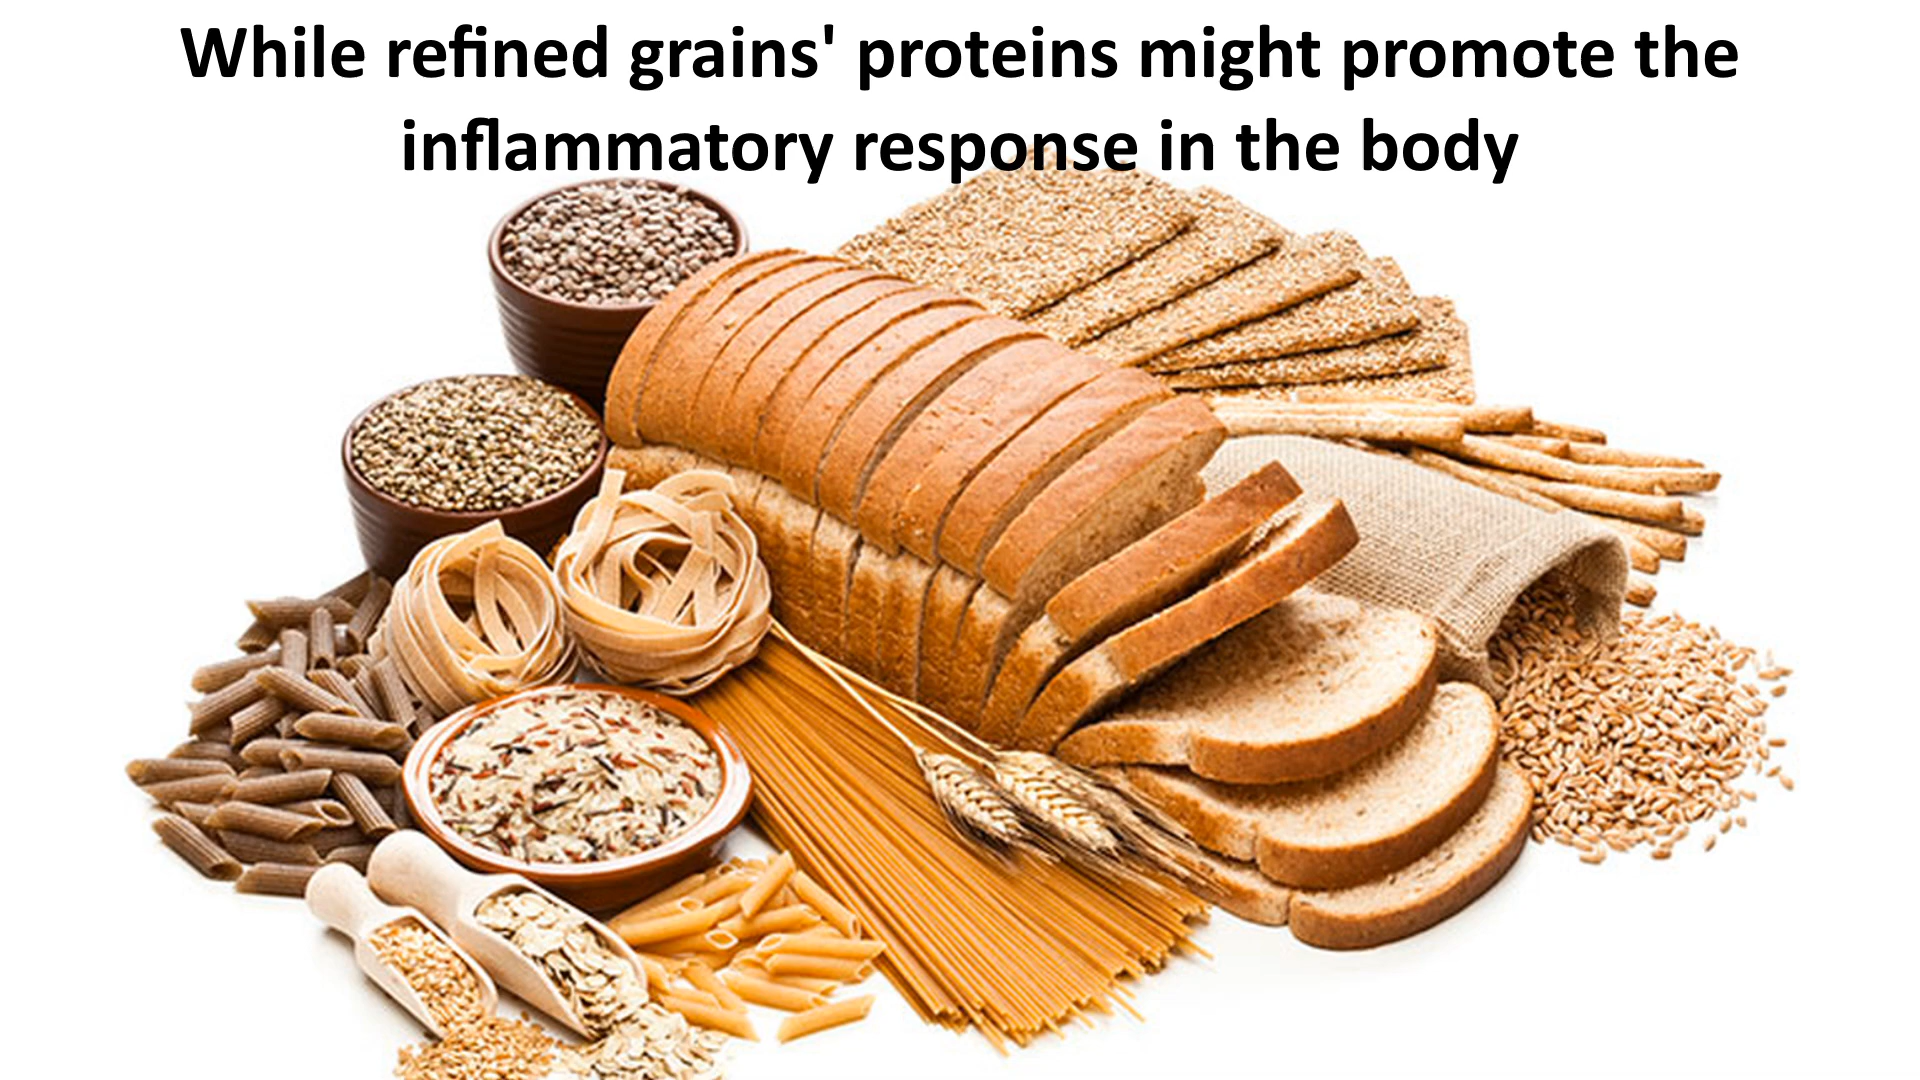 While refined grains' proteins might promote the
inflammatory response in the body